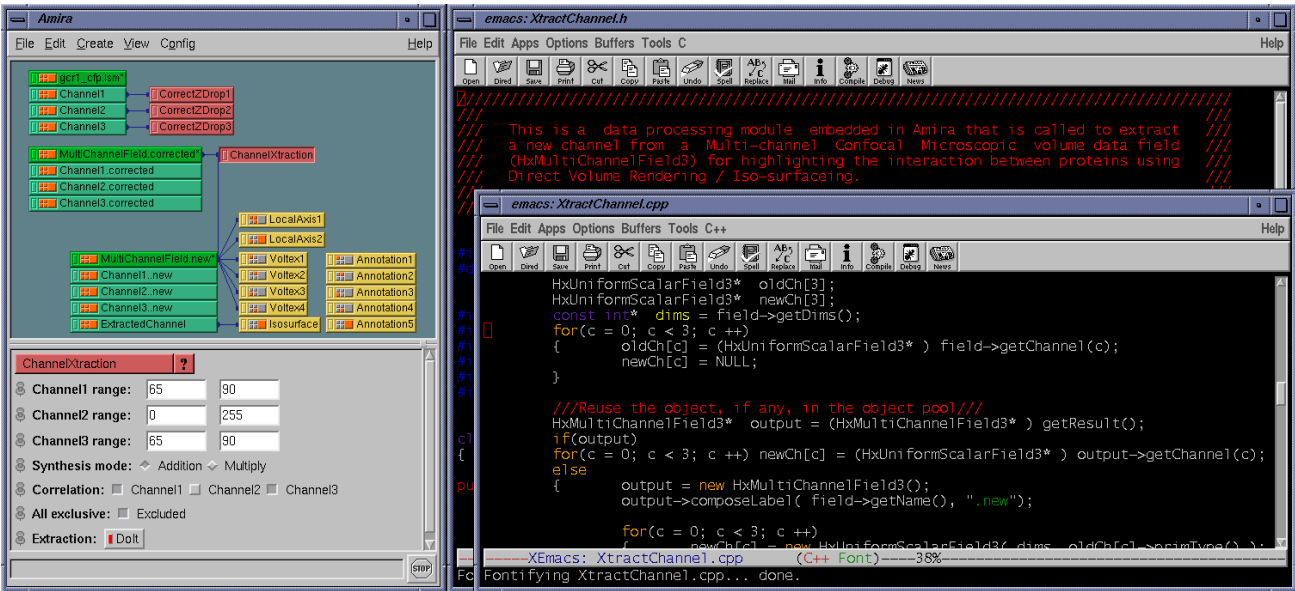 Amira
File Edit Create View Config Help
gcr1_cfp.lsm*
Channel1 CorrectZDrop1
Channel2 CorrectZDrop2
Channel3 CorrectZDrop3
MultiChannelField.corrected* ChannelXtraction
Channel1.corrected
Channel2.corrected
Channel3.corrected
LocalAxis1
LocalAxis2
MultiChannelField.new* Voltex1 Annotation1
Channel1..new Voltex2 Annotation2
Channel2..new Voltex3 Annotation3
Channel3..new Voltex4 Annotation4
ExtractedChannel Isosurface Annotation5
ChannelXtraction ?
Channel1 range: 65 90
Channel2 range: 0 255
Channel3 range: 65 90
Synthesis mode: Addition Multiply
Correlation: Channel1 Channel2 Channel3
All exclusive: Excluded
Extraction: DoIt
STOP
emacs: XtractChannel.h
File Edit Apps Options Buffers Tools C Help
Open Dired Save Print Cut Copy Paste Undo Spell Replace Mail Info Compile Debug News
/// This is a data processing module embedded in Amira that is called to extract ///
/// a new channel from a Multi-channel Confocal Microscopic volume data field ///
/// (HxMultiChannelField3) for highlighting the interaction between proteins using ///
/// Direct Volume Rendering / Iso-surfaceing. ///
emacs: XtractChannel.cpp
File Edit Apps Options Buffers Tools C++ Help
Open Dired Save Print Cut Copy Paste Undo Spell Replace Mail Info Compile Debug News
HxUniformScalarField3* oldCh[3];
HxUniformScalarField3* newCh[3];
const int* dims = field->getDims();
for(c = 0; c < 3; c ++)
{ oldCh[c] = (HxUniformScalarField3* ) field->getChannel(c);
newCh[c] = NULL;
}
///Reuse the object, if any, in the object pool///
HxMultiChannelField3* output = (HxMultiChannelField3* ) getResult();
if(output)
for(c = 0; c < 3; c ++) newCh[c] = (HxUniformScalarField3* ) output->getChannel(c);
else
{ output = new HxMultiChannelField3();
output->composeLabel( field->getName(), ".new");
for(c = 0; c < 3; c ++)
{ newCh[c] = new HxUniformScalarField3( dims, oldCh[c]->primType() );
-----XEmacs: XtractChannel.cpp (C++ Font)----38%-----
Fontifying XtractChannel.cpp... done.